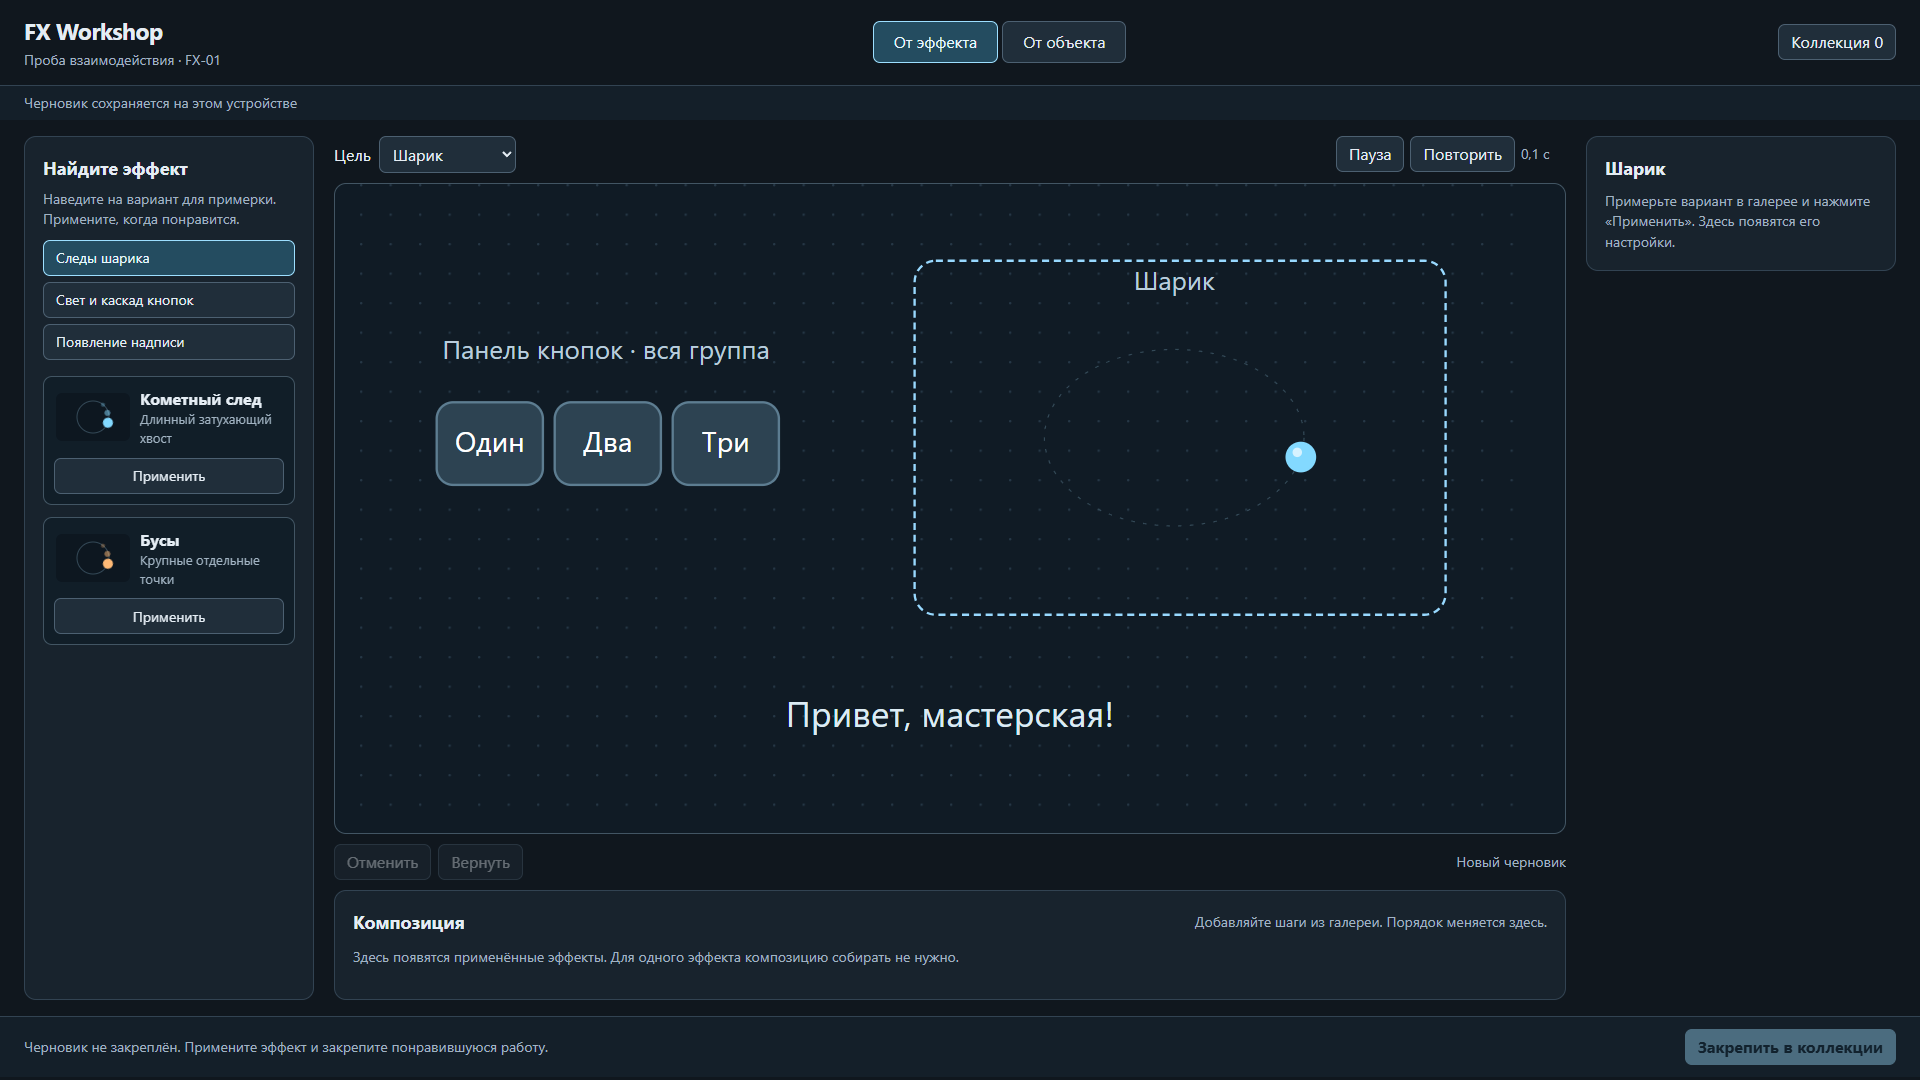 FX Workshop
Проба взаимодействия · FX-01
От эффекта
От объекта
Коллекция 0
Черновик сохраняется на этом устройстве
Найдите эффект
Наведите на вариант для примерки.
Примените, когда понравится.
Следы шарика
Свет и каскад кнопок
Появление надписи
Кометный след
Длинный затухающий
хвост
Применить
Бусы
Крупные отдельные
точки
Применить
Цель
Шарик
Пауза
Повторить
0,1 с
Шарик
Панель кнопок · вся группа
Один
Два
Три
Привет, мастерская!
Отменить
Вернуть
Новый черновик
Композиция
Добавляйте шаги из галереи. Порядок меняется здесь.
Здесь появятся применённые эффекты. Для одного эффекта композицию собирать не нужно.
Шарик
Примерьте вариант в галерее и нажмите
«Применить». Здесь появятся его
настройки.
Черновик не закреплён. Примените эффект и закрепите понравившуюся работу.
Закрепить в коллекции